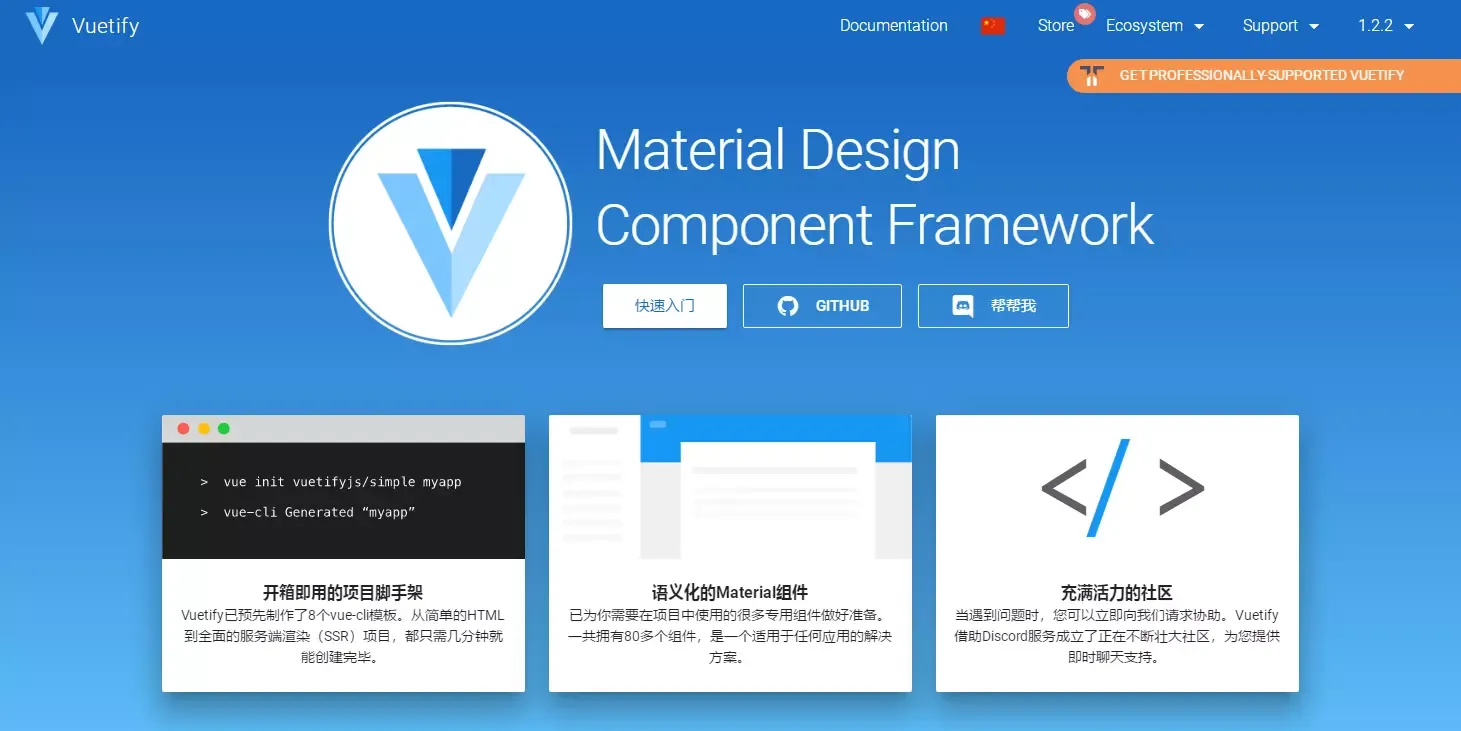 Vuetify
Documentation
Store
Ecosystem
Support
1.2.2
GET PROFESSIONALLY-SUPPORTED VUETIFY
Material Design
Component Framework
快速入门
GITHUB
帮帮我
> vue init vuetifyjs/simple myapp
> vue-cli Generated “myapp”
开箱即用的项目脚手架
Vuetify已预先制作了8个vue-cli模板。从简单的HTML
到全面的服务端渲染（SSR）项目，都只需几分钟就
能创建完毕。
语义化的Material组件
已为你需要在项目中使用的很多专用组件做好准备。
一共拥有80多个组件，是一个适用于任何应用的解决
方案。
</>
充满活力的社区
当遇到问题时，您可以立即向我们请求协助。Vuetify
借助Discord服务成立了正在不断壮大社区，为您提供
即时聊天支持。